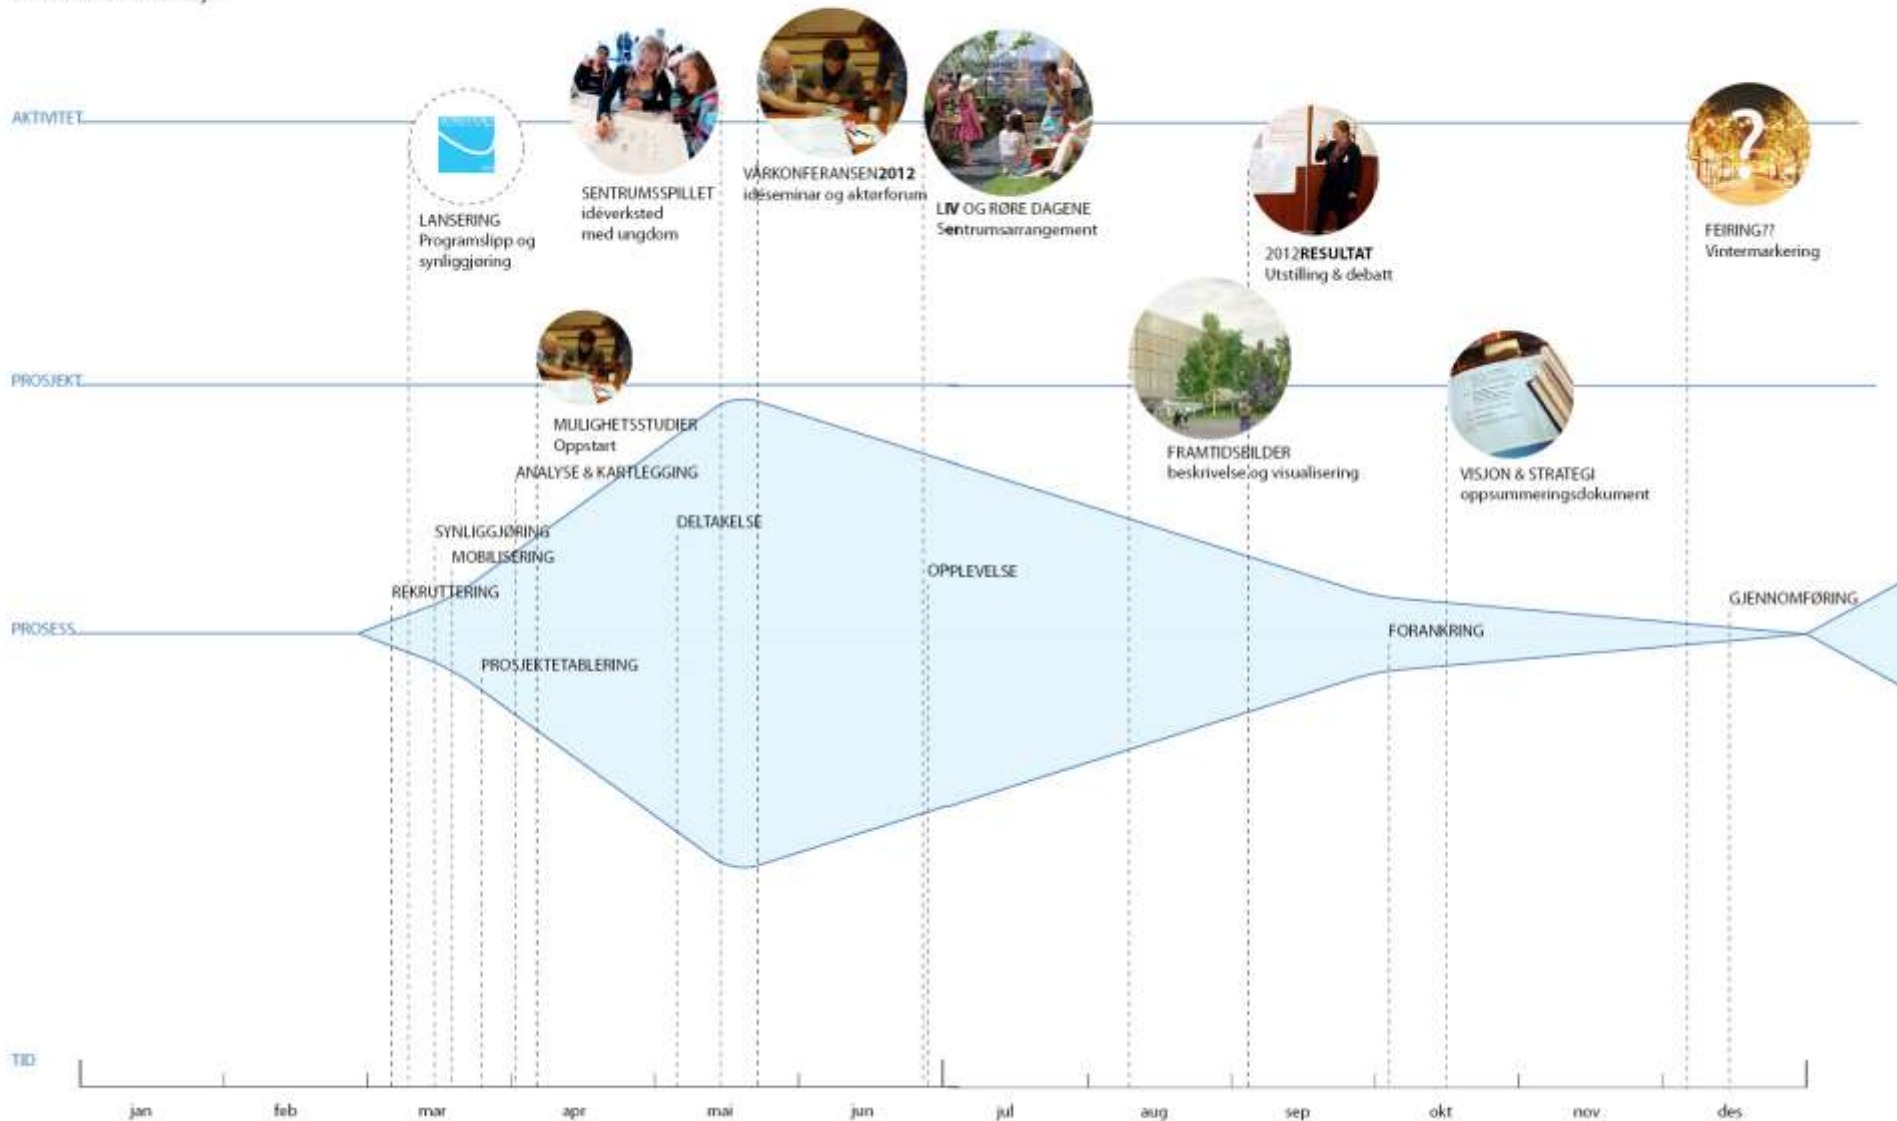 AKTIVITET
LANSERING
Programslipp og
synliggjøring
SENTRUMSSPILLET
idéverksted
med ungdom
VÅRKONFERANSEN2012
idéseminar og aktørforum
LIV OG RØRE DAGENE
Sentrumsarrangement
2012RESULTAT
Utstilling & debatt
?
FEIRING??
Vintermarkering
PROSJEKT
MULIGHETSSTUDIER
Oppstart
FRAMTIDSBILDER
beskrivelse og visualisering
VISJON & STRATEGI
oppsummeringsdokument
ANALYSE & KARTLEGGING
SYNLIGGJØRING
MOBILISERING
REKRUTTERING
DELTAKELSE
OPPLEVELSE
GJENNOMFØRING
PROSESS
FORANKRING
PROSJEKTETABLERING
TID
jan feb mar apr mai jun jul aug sep okt nov des